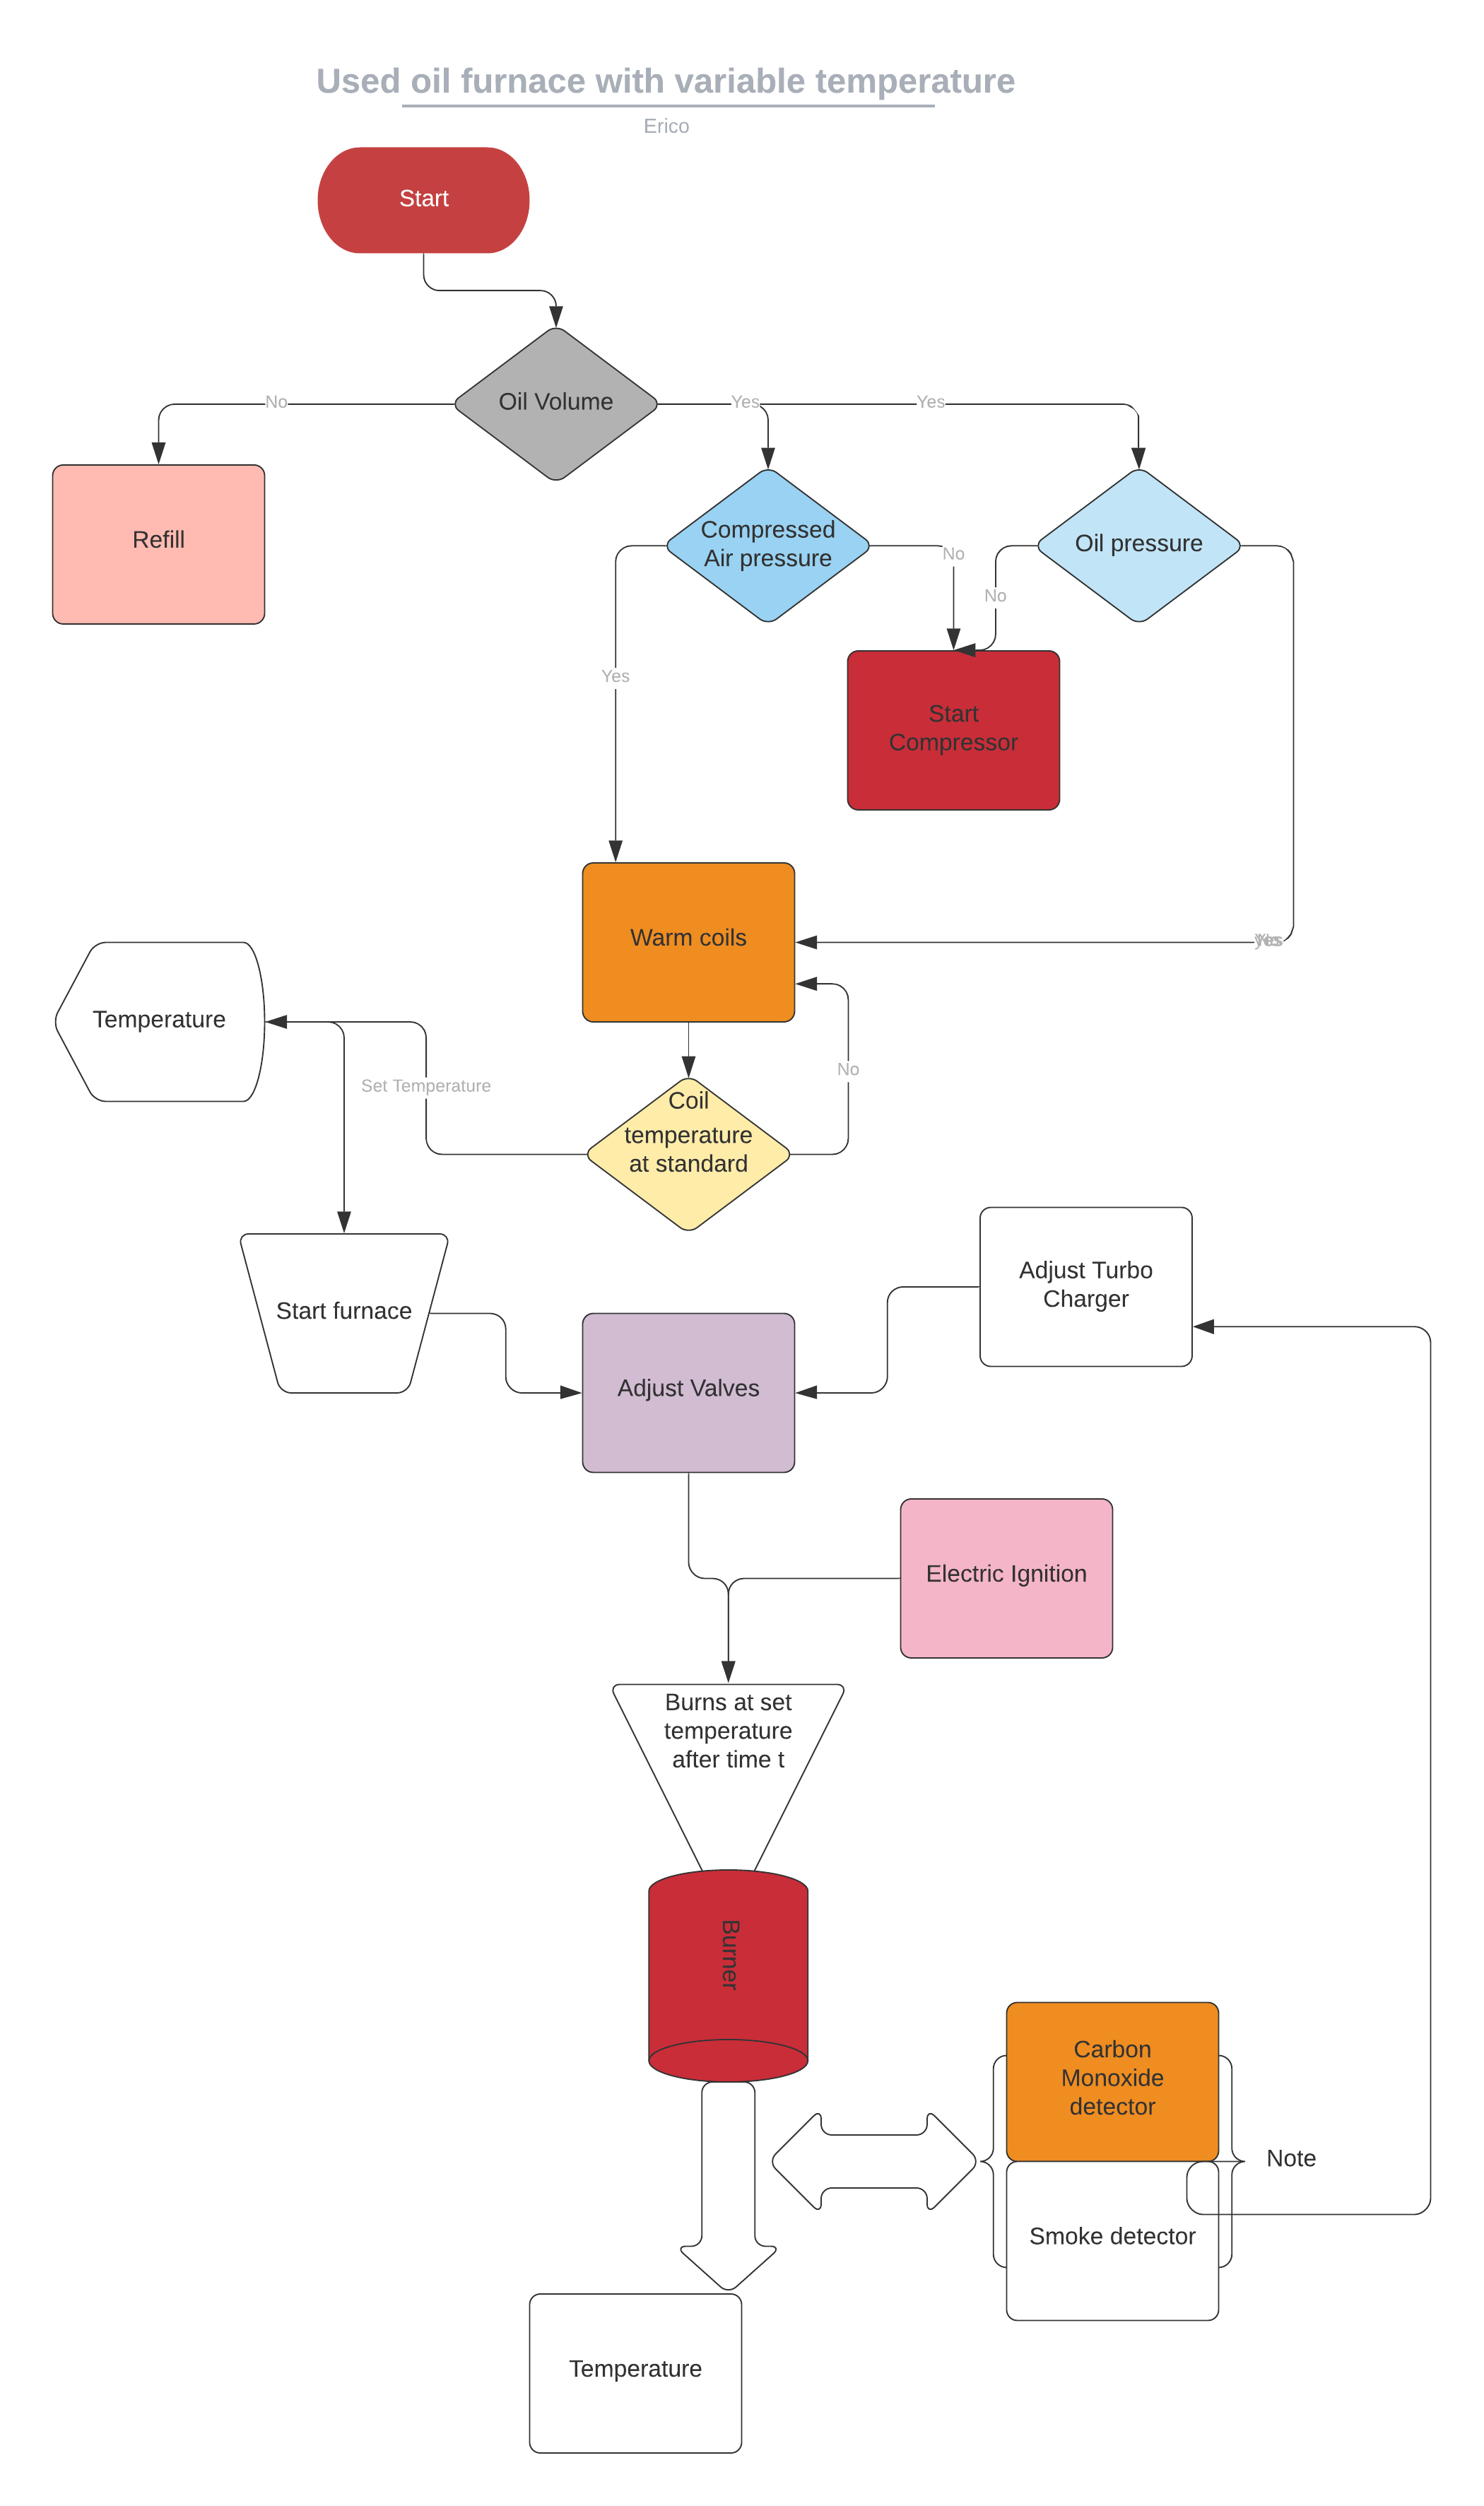 Used oil furnace with variable temperature
Erico
Start
Oil Volume
No
Yes
Yes
Refill
Compressed
Air pressure
Oil pressure
No
No
Yes
Start
Compressor
Warm coils
Yes
Temperature
Set Temperature
No
Coil
temperature
at standard
Start furnace
Adjust Turbo
Charger
Adjust Valves
Electric Ignition
Burns at set
temperature
after time t
Burner
Carbon
Monoxide
detector
Note
Smoke detector
Temperature